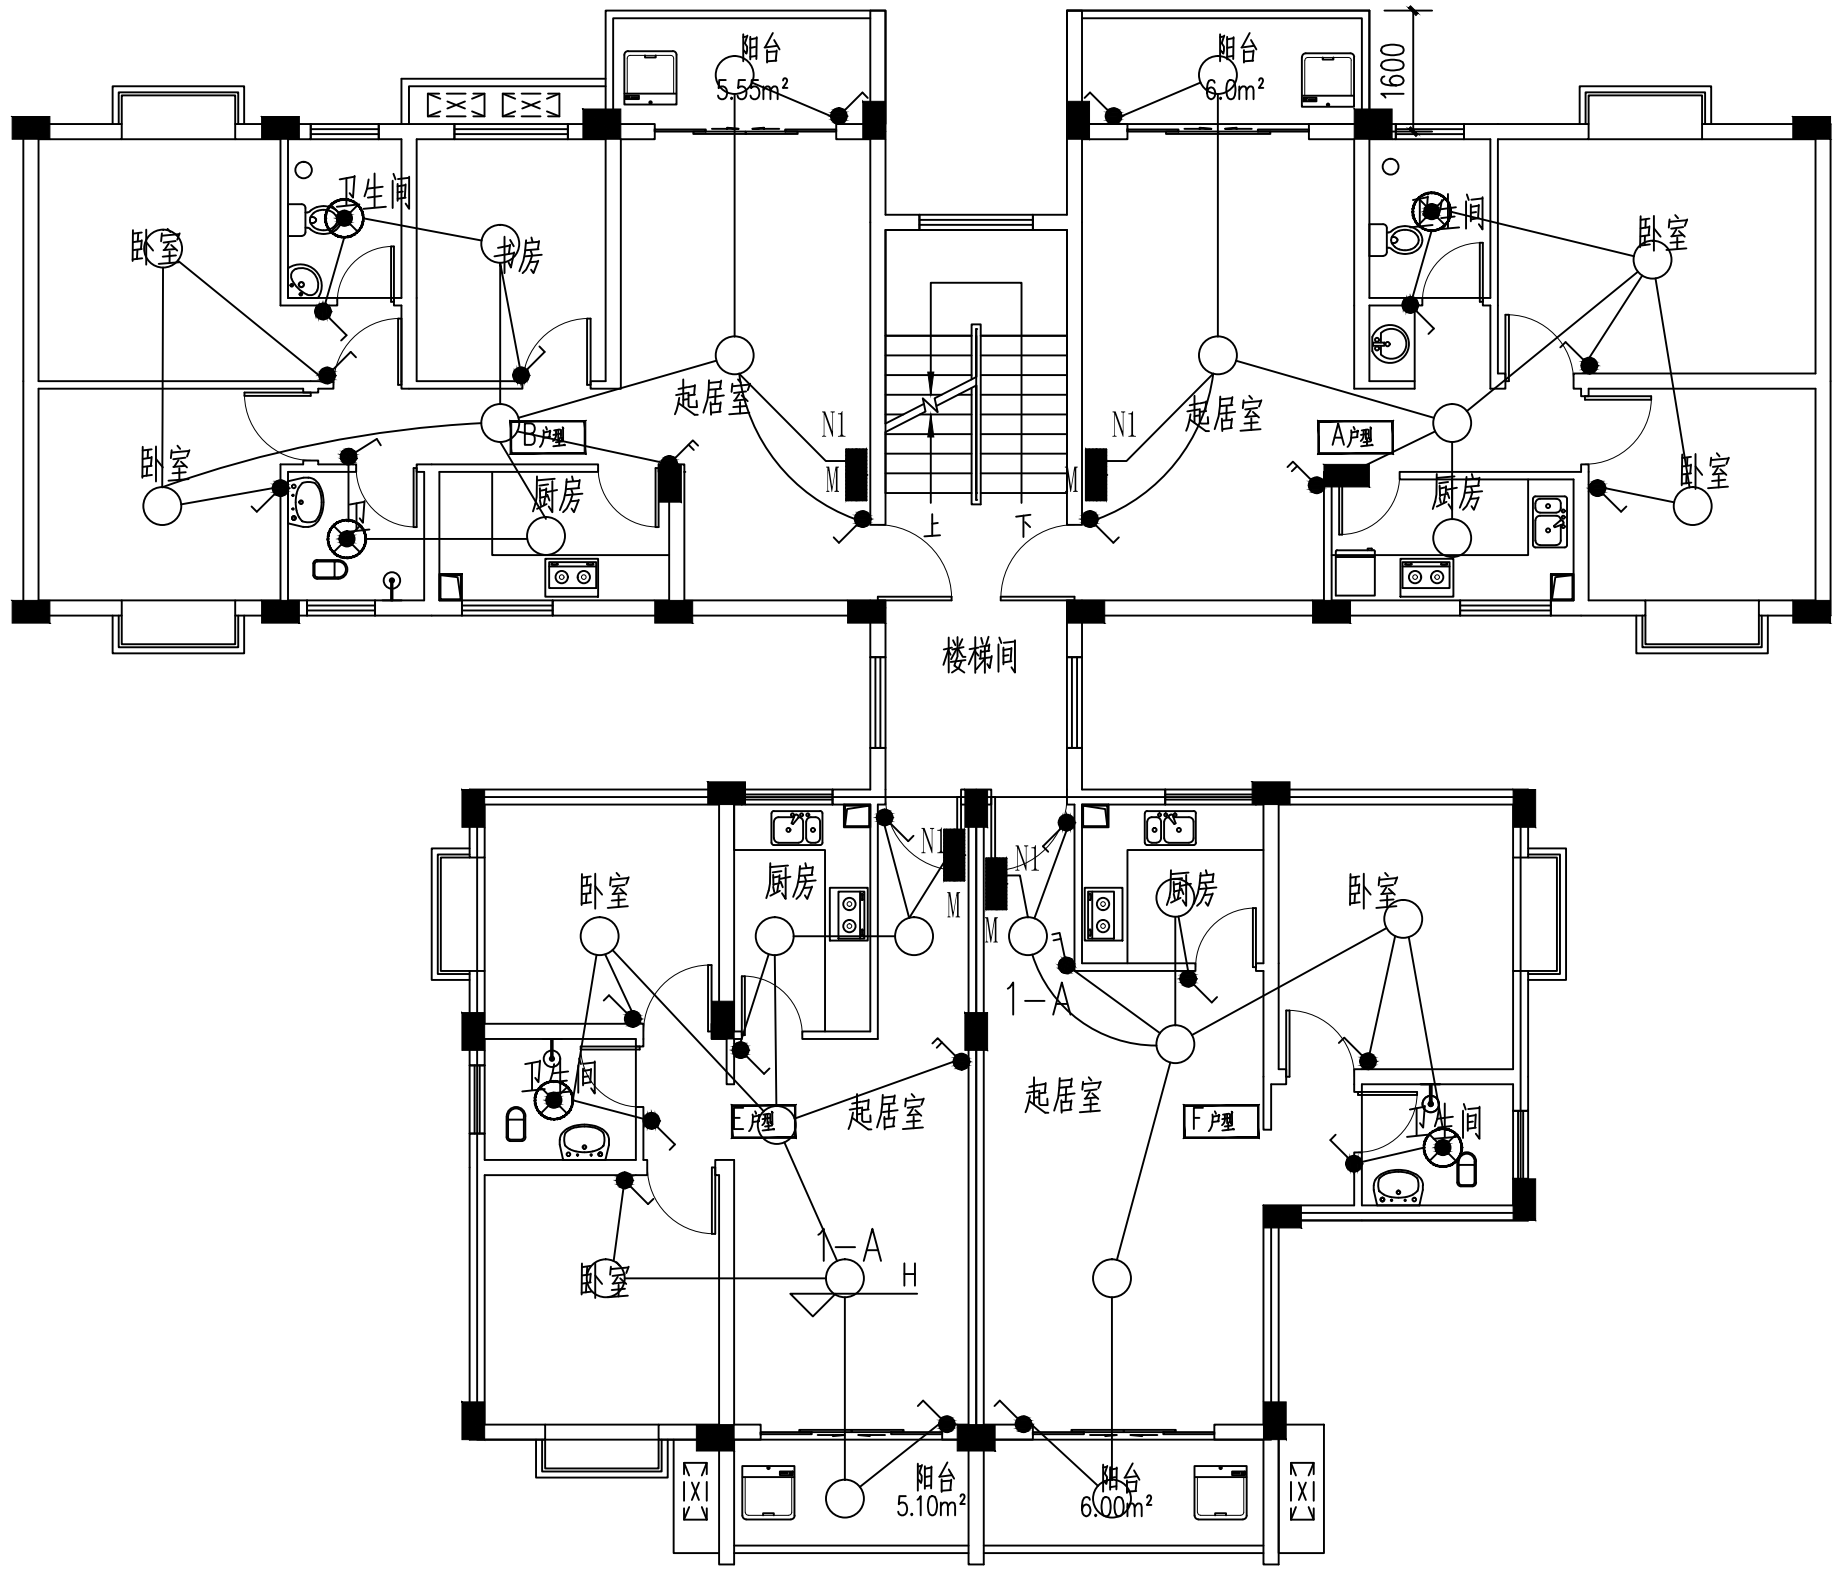 阳台
5.55m²
阳台
6.0m²
1600
卫生间
卫生间
卧室
书房
卧室
起居室
N1
N1
起居室
B户型
A户型
卧室
M
M
厨房
厨房
卧室
卫
上
下
楼梯间
N1
N1
卧室
厨房
M
M
厨房
卧室
1-A
卫生间
起居室
起居室
E户型
F户型
卫生间
1-A
H
卧室
阳台
5.10m²
阳台
6.00m²